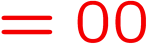 = 00